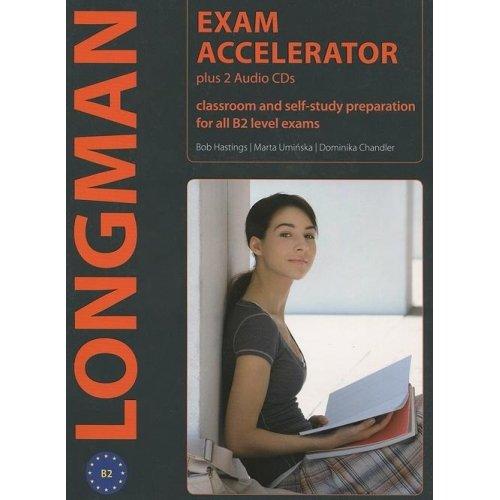 LONGMAN
EXAM
ACCELERATOR
plus 2 Audio CDs
classroom and self-study preparation
for all B2 level exams
Bob Hastings | Marta Umińska | Dominika Chandler
B2